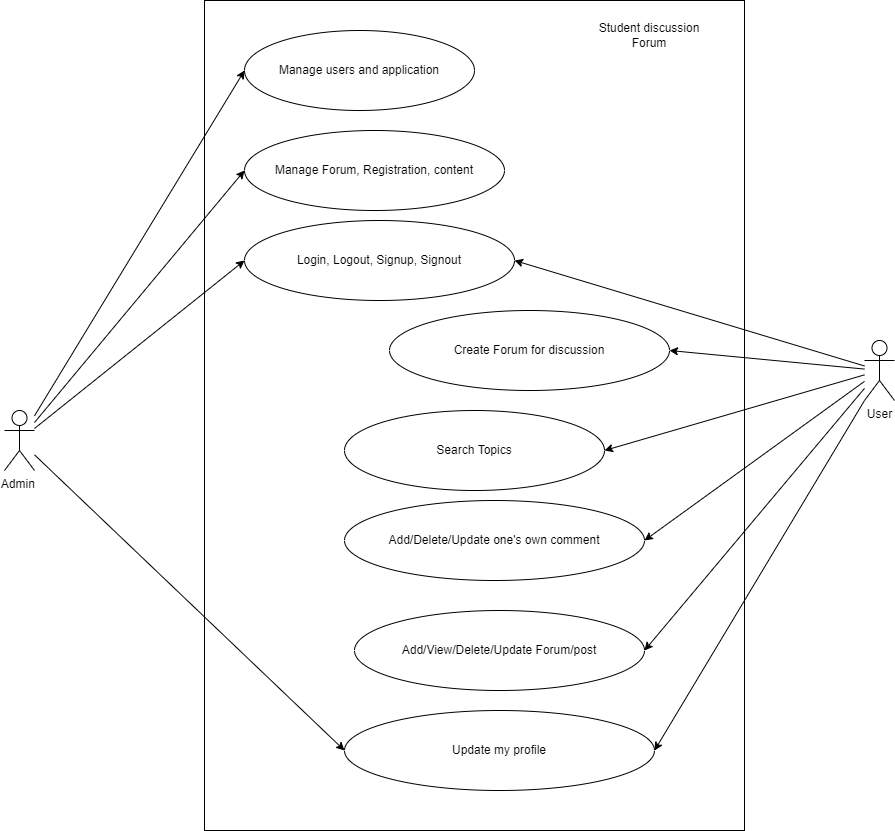 Student discussion
Forum
Manage users and application
Manage Forum, Registration, content
Login, Logout, Signup, Signout
Create Forum for discussion
User
Search Topics
Admin
Add/Delete/Update one's own comment
Add/View/Delete/Update Forum/post
Update my profile